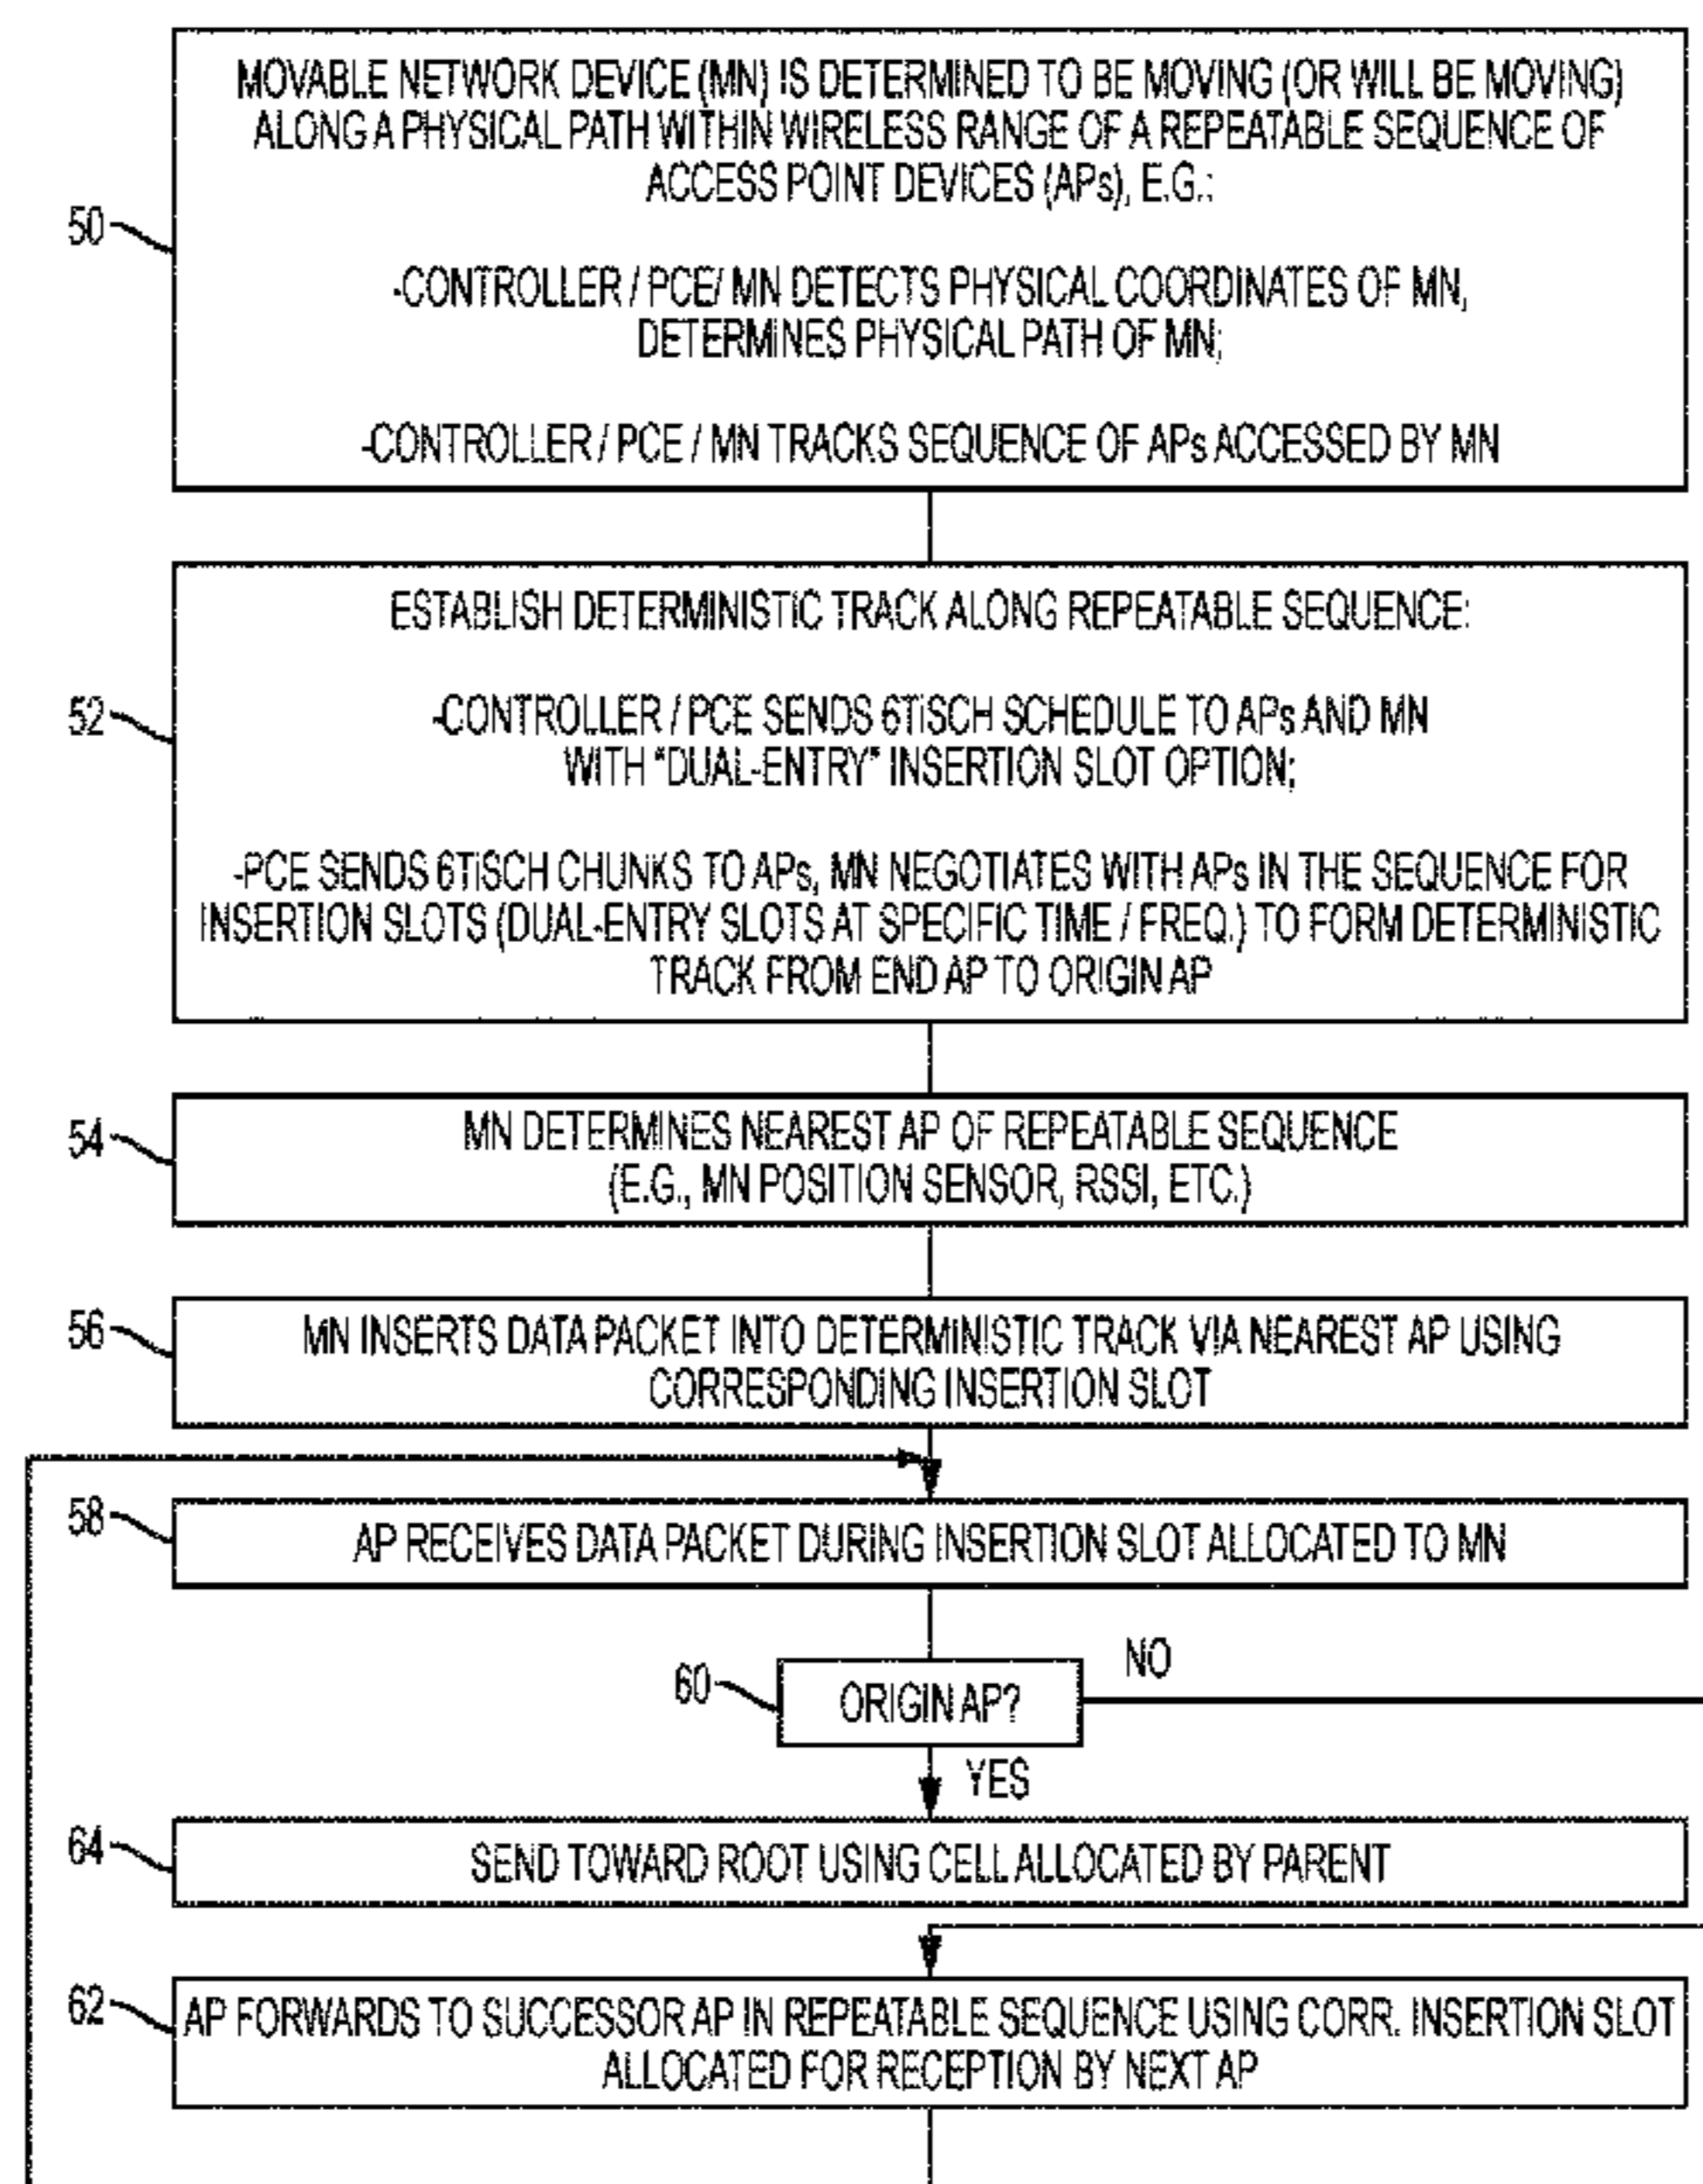 MOVABLE NETWORK DEVICE (MN) IS DETERMINED TO BE MOVING (OR WILL BE MOVING)
ALONG A PHYSICAL PATH WITHIN WIRELESS RANGE OF A REPEATABLE SEQUENCE OF
ACCESS POINT DEVICES (APs), E.G.:
50
-CONTROLLER / PCE/ MN DETECTS PHYSICAL COORDINATES OF MN,
DETERMINES PHYSICAL PATH OF MN;
-CONTROLLER / PCE / MN TRACKS SEQUENCE OF APs ACCESSED BY MN
ESTABLISH DETERMINISTIC TRACK ALONG REPEATABLE SEQUENCE:
52
-CONTROLLER / PCE SENDS 6TiSCH SCHEDULE TO APs AND MN
WITH "DUAL-ENTRY" INSERTION SLOT OPTION;
-PCE SENDS 6TiSCH CHUNKS TO APs, MN NEGOTIATES WITH APs IN THE SEQUENCE FOR
INSERTION SLOTS (DUAL-ENTRY SLOTS AT SPECIFIC TIME / FREQ.) TO FORM DETERMINISTIC
TRACK FROM END AP TO ORIGIN AP
54
MN DETERMINES NEAREST AP OF REPEATABLE SEQUENCE
(E.G., MN POSITION SENSOR, RSSI, ETC.)
56
MN INSERTS DATA PACKET INTO DETERMINISTIC TRACK VIA NEAREST AP USING
CORRESPONDING INSERTION SLOT
58
AP RECEIVES DATA PACKET DURING INSERTION SLOT ALLOCATED TO MN
60
ORIGIN AP?
NO
YES
64
SEND TOWARD ROOT USING CELL ALLOCATED BY PARENT
62
AP FORWARDS TO SUCCESSOR AP IN REPEATABLE SEQUENCE USING CORR. INSERTION SLOT
ALLOCATED FOR RECEPTION BY NEXT AP